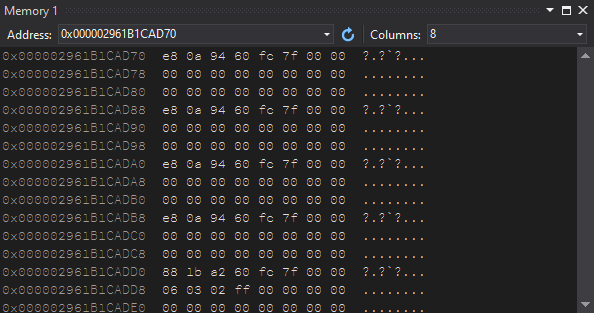 Memory 1
Address: 0x000002961B1CAD70 Columns: 8
0x000002961B1CAD70 e8 0a 94 60 fc 7f 00 00 ?.?`?...
0x000002961B1CAD78 00 00 00 00 00 00 00 00 ........
0x000002961B1CAD80 00 00 00 00 00 00 00 00 ........
0x000002961B1CAD88 e8 0a 94 60 fc 7f 00 00 ?.?`?...
0x000002961B1CAD90 00 00 00 00 00 00 00 00 ........
0x000002961B1CAD98 00 00 00 00 00 00 00 00 ........
0x000002961B1CADA0 e8 0a 94 60 fc 7f 00 00 ?.?`?...
0x000002961B1CADA8 00 00 00 00 00 00 00 00 ........
0x000002961B1CADB0 00 00 00 00 00 00 00 00 ........
0x000002961B1CADB8 e8 0a 94 60 fc 7f 00 00 ?.?`?...
0x000002961B1CADC0 00 00 00 00 00 00 00 00 ........
0x000002961B1CADC8 00 00 00 00 00 00 00 00 ........
0x000002961B1CADD0 88 1b a2 60 fc 7f 00 00 ?.?`?...
0x000002961B1CADD8 06 03 02 ff 00 00 00 00 ........
0x000002961B1CADE0 00 00 00 00 00 00 00 00 ........